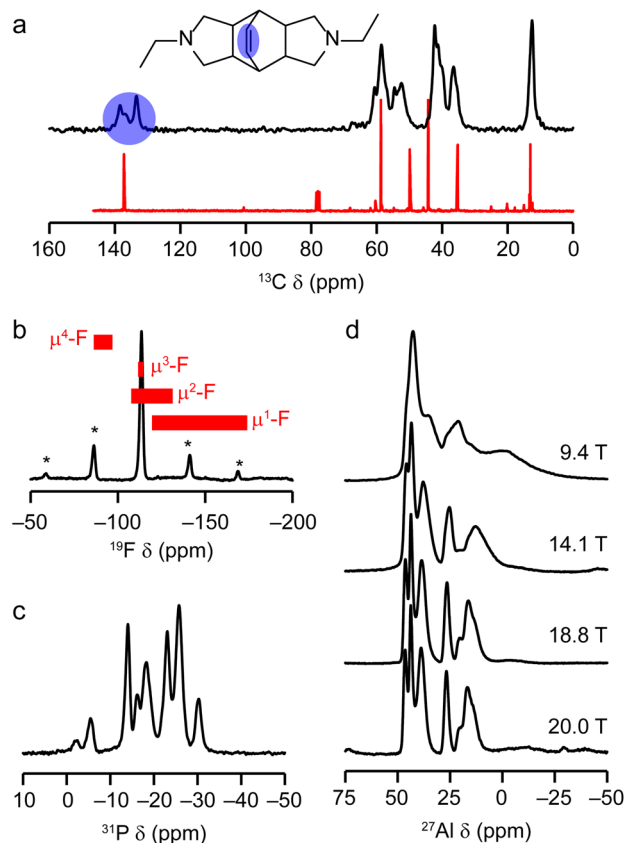 a
N
N
160 140 120 100 80 60 40 20 0
¹³C δ (ppm)
b
μ⁴-F
μ³-F
μ²-F
μ¹-F
* * * *
−50 −100 −150 −200
¹⁹F δ (ppm)
c
10 0 −10 −20 −30 −40 −50
³¹P δ (ppm)
d
9.4 T
14.1 T
18.8 T
20.0 T
75 50 25 0 −25 −50
²⁷Al δ (ppm)